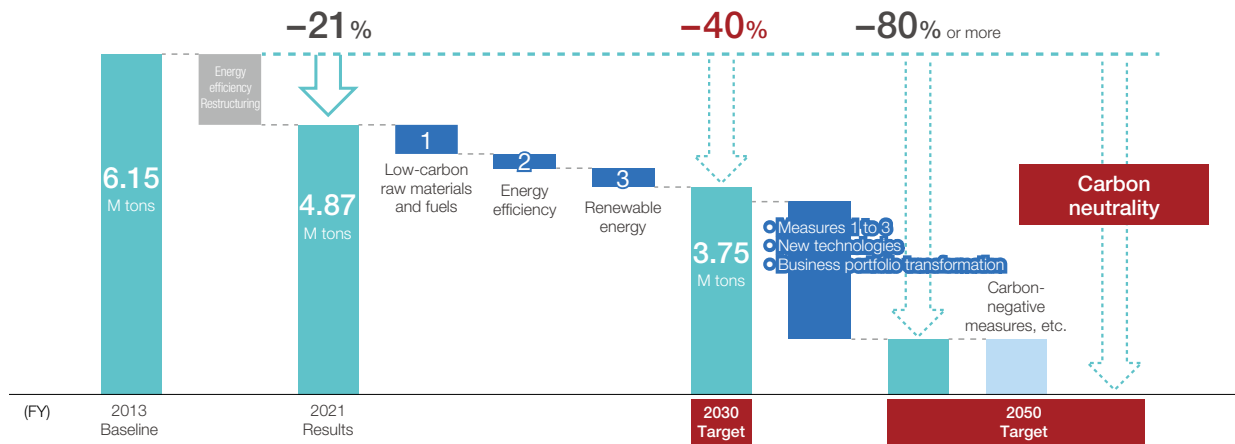 −21%
−40%
−80% or more
Energy
efficiency
Restructuring
6.15
M tons
4.87
M tons
1
Low-carbon
raw materials
and fuels
2
Energy
efficiency
3
Renewable
energy
3.75
M tons
Measures 1 to 3
New technologies
Business portfolio transformation
Carbon-
negative
measures, etc.
Carbon
neutrality
(FY)
2013
Baseline
2021
Results
2030
Target
2050
Target